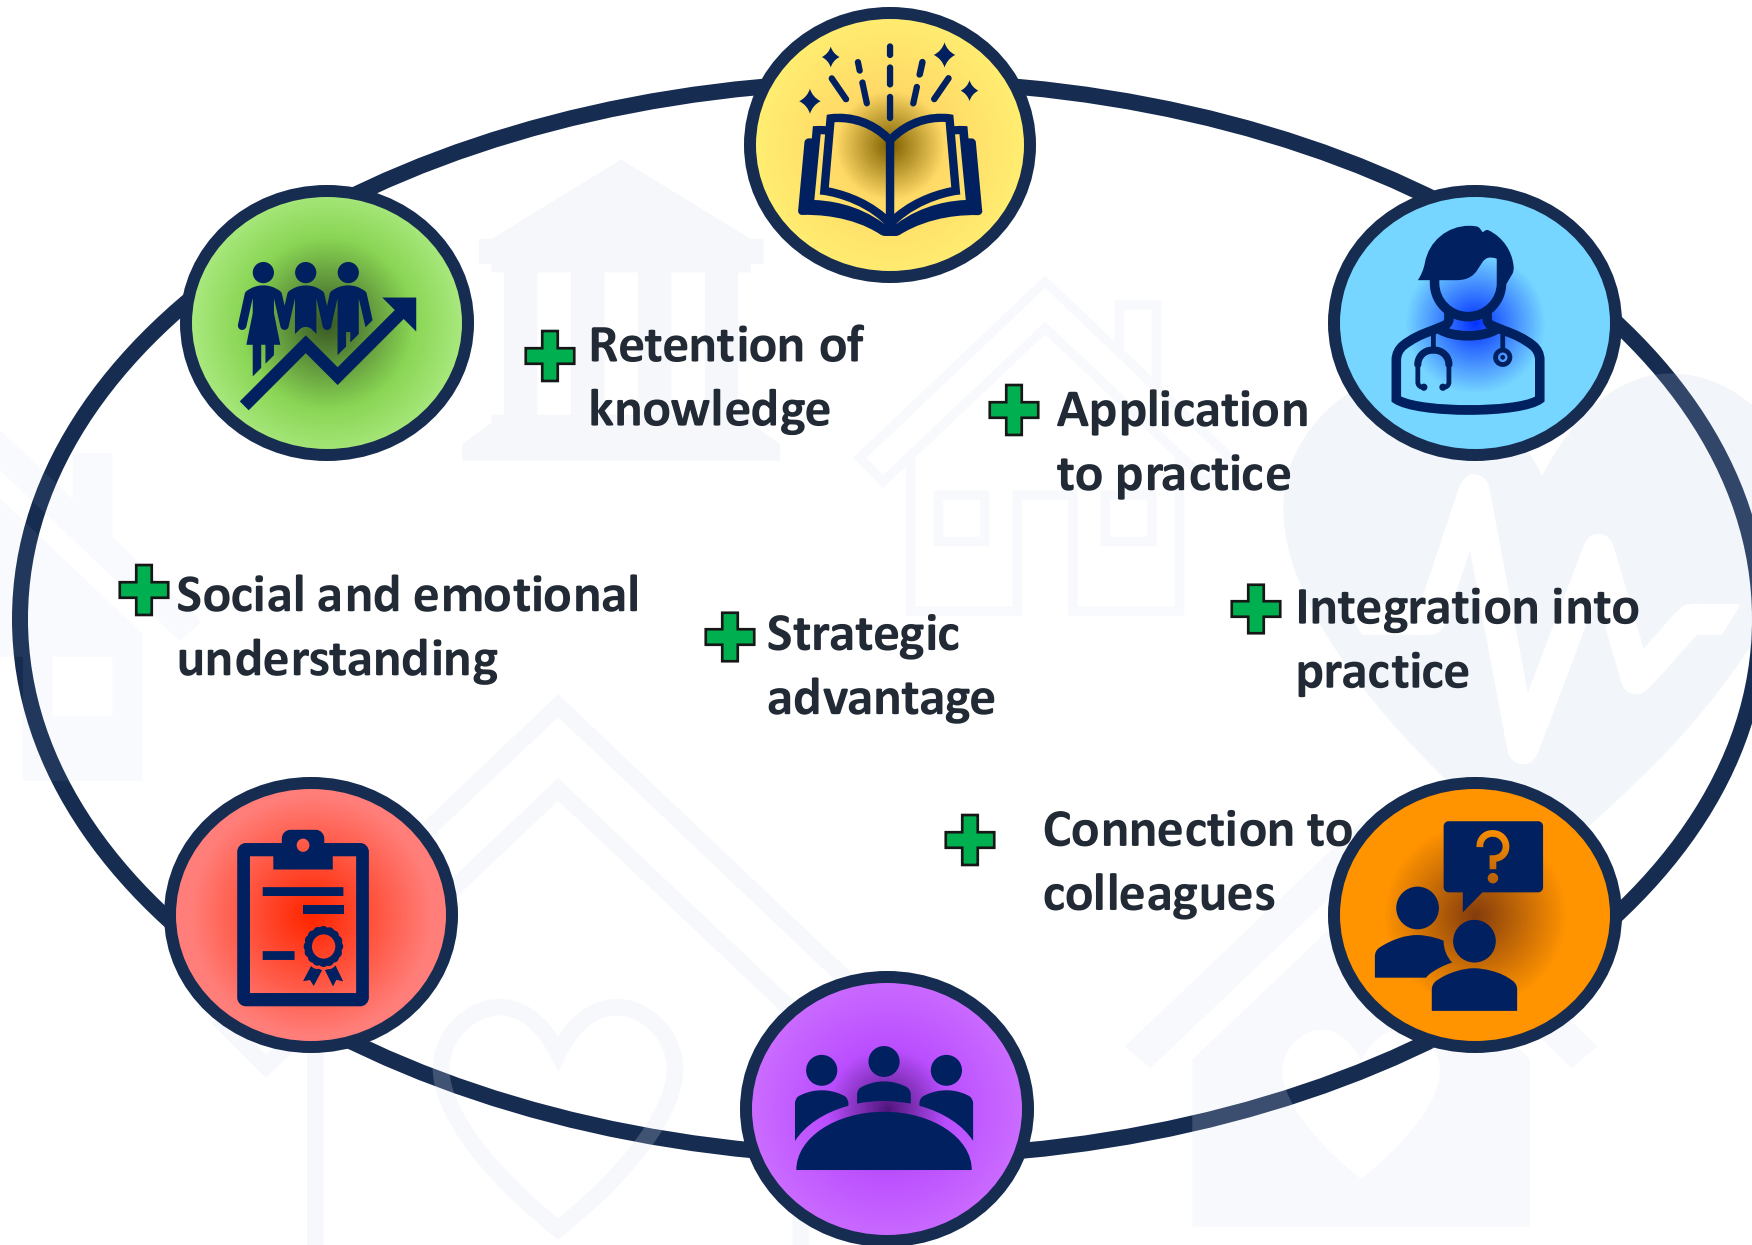 Retention of
knowledge
Application
to practice
Social and emotional
understanding
Strategic
advantage
Integration into
practice
Connection to
colleagues
?